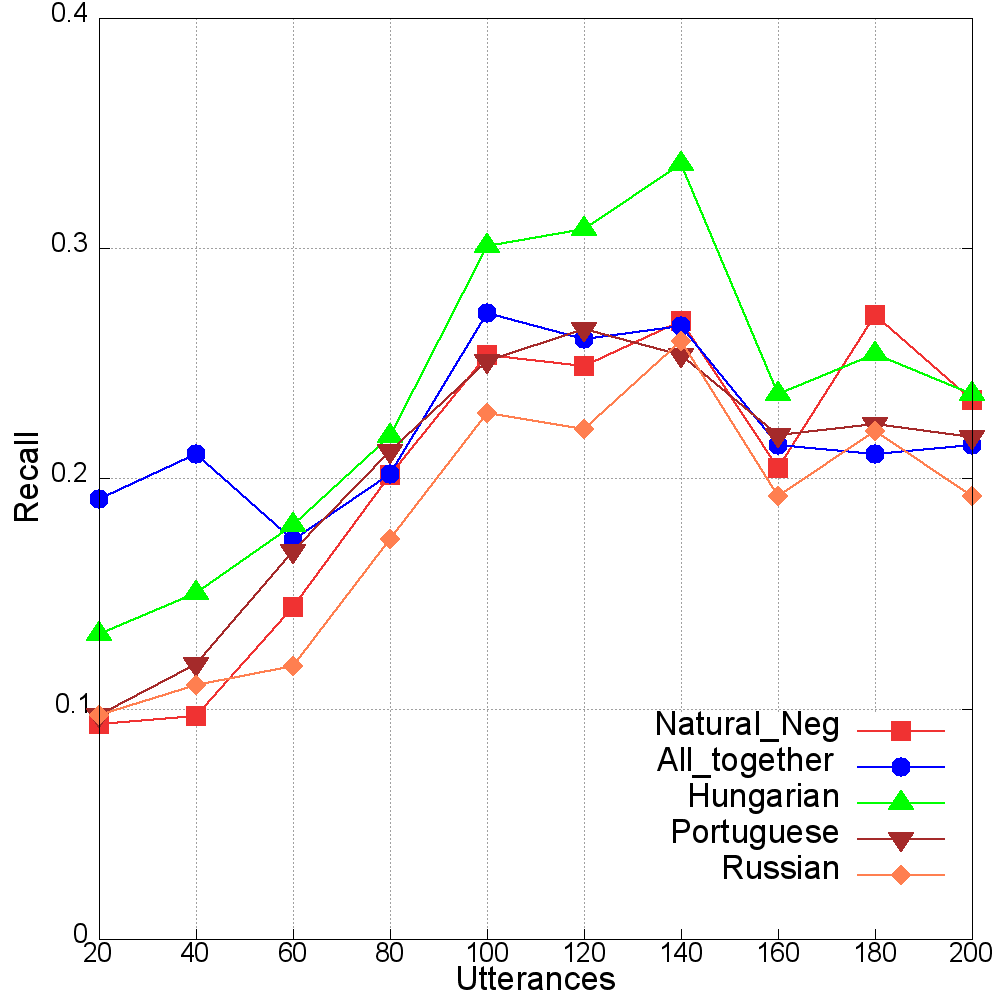 0.4
0.3
0.2
0.1
0
Recall
Natural_Neg
All_together
Hungarian
Portuguese
Russian
20 40 60 80 100 120 140 160 180 200
Utterances